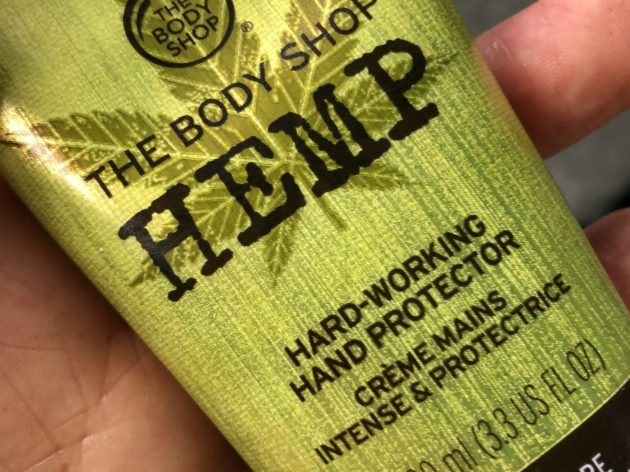 THE
BODY
SHOP
®
THE BODY SHOP
HEMP
HARD-WORKING
HAND PROTECTOR
CRÈME MAINS
INTENSE & PROTECTRICE
ml (3.3 US FL OZ)